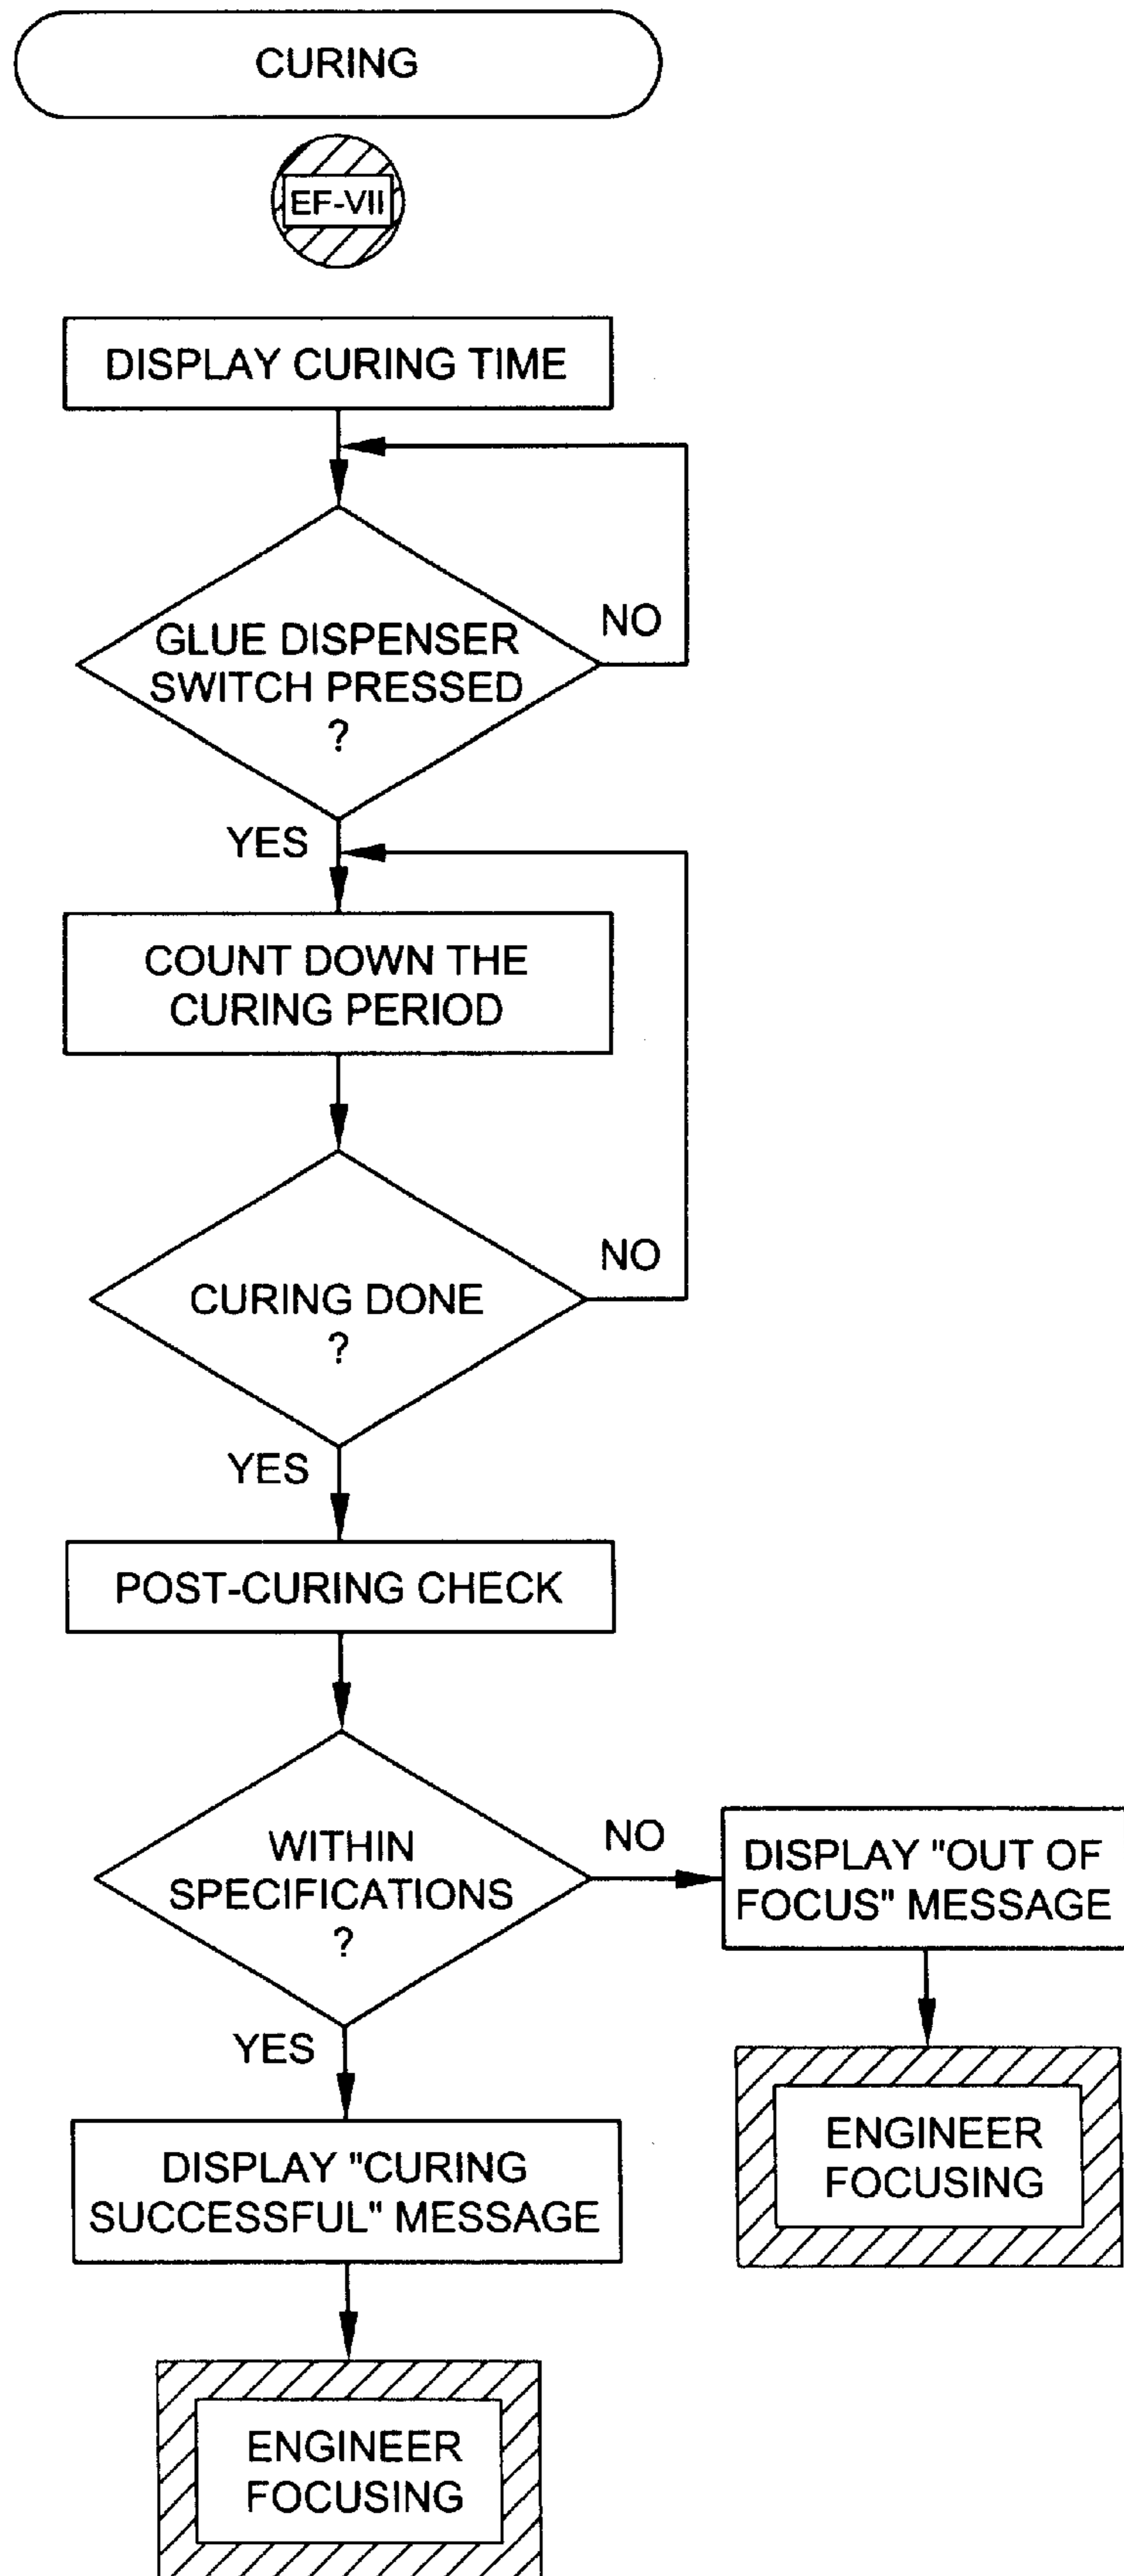 CURING
EF-VII
DISPLAY CURING TIME
GLUE DISPENSER
SWITCH PRESSED
?
NO
YES
COUNT DOWN THE
CURING PERIOD
CURING DONE
?
NO
YES
POST-CURING CHECK
WITHIN
SPECIFICATIONS
?
NO
DISPLAY "OUT OF
FOCUS" MESSAGE
YES
ENGINEER
FOCUSING
DISPLAY "CURING
SUCCESSFUL" MESSAGE
ENGINEER
FOCUSING